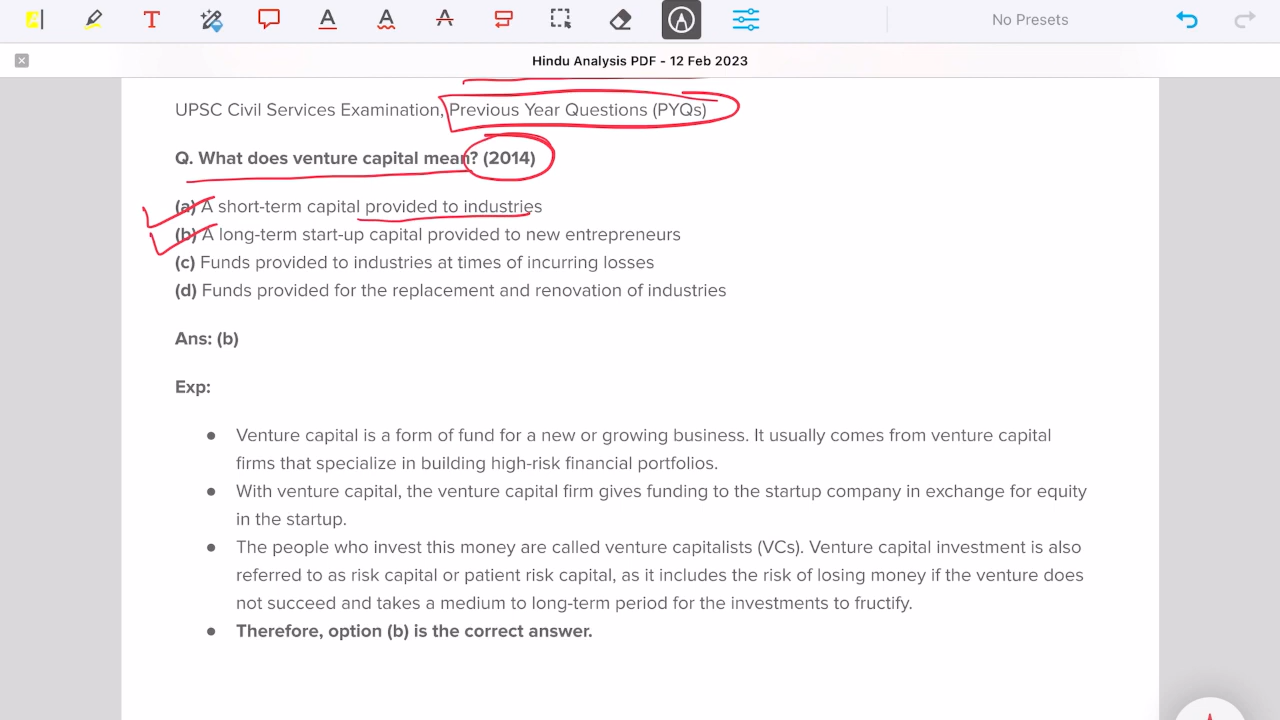 T
A
A
A
No Presets
Hindu Analysis PDF - 12 Feb 2023
UPSC Civil Services Examination, Previous Year Questions (PYQs)
Q. What does venture capital mean? (2014)
(a) A short-term capital provided to industries
(b) A long-term start-up capital provided to new entrepreneurs
(c) Funds provided to industries at times of incurring losses
(d) Funds provided for the replacement and renovation of industries
Ans: (b)
Exp:
● Venture capital is a form of fund for a new or growing business. It usually comes from venture capital
firms that specialize in building high-risk financial portfolios.
● With venture capital, the venture capital firm gives funding to the startup company in exchange for equity
in the startup.
● The people who invest this money are called venture capitalists (VCs). Venture capital investment is also
referred to as risk capital or patient risk capital, as it includes the risk of losing money if the venture does
not succeed and takes a medium to long-term period for the investments to fructify.
● Therefore, option (b) is the correct answer.